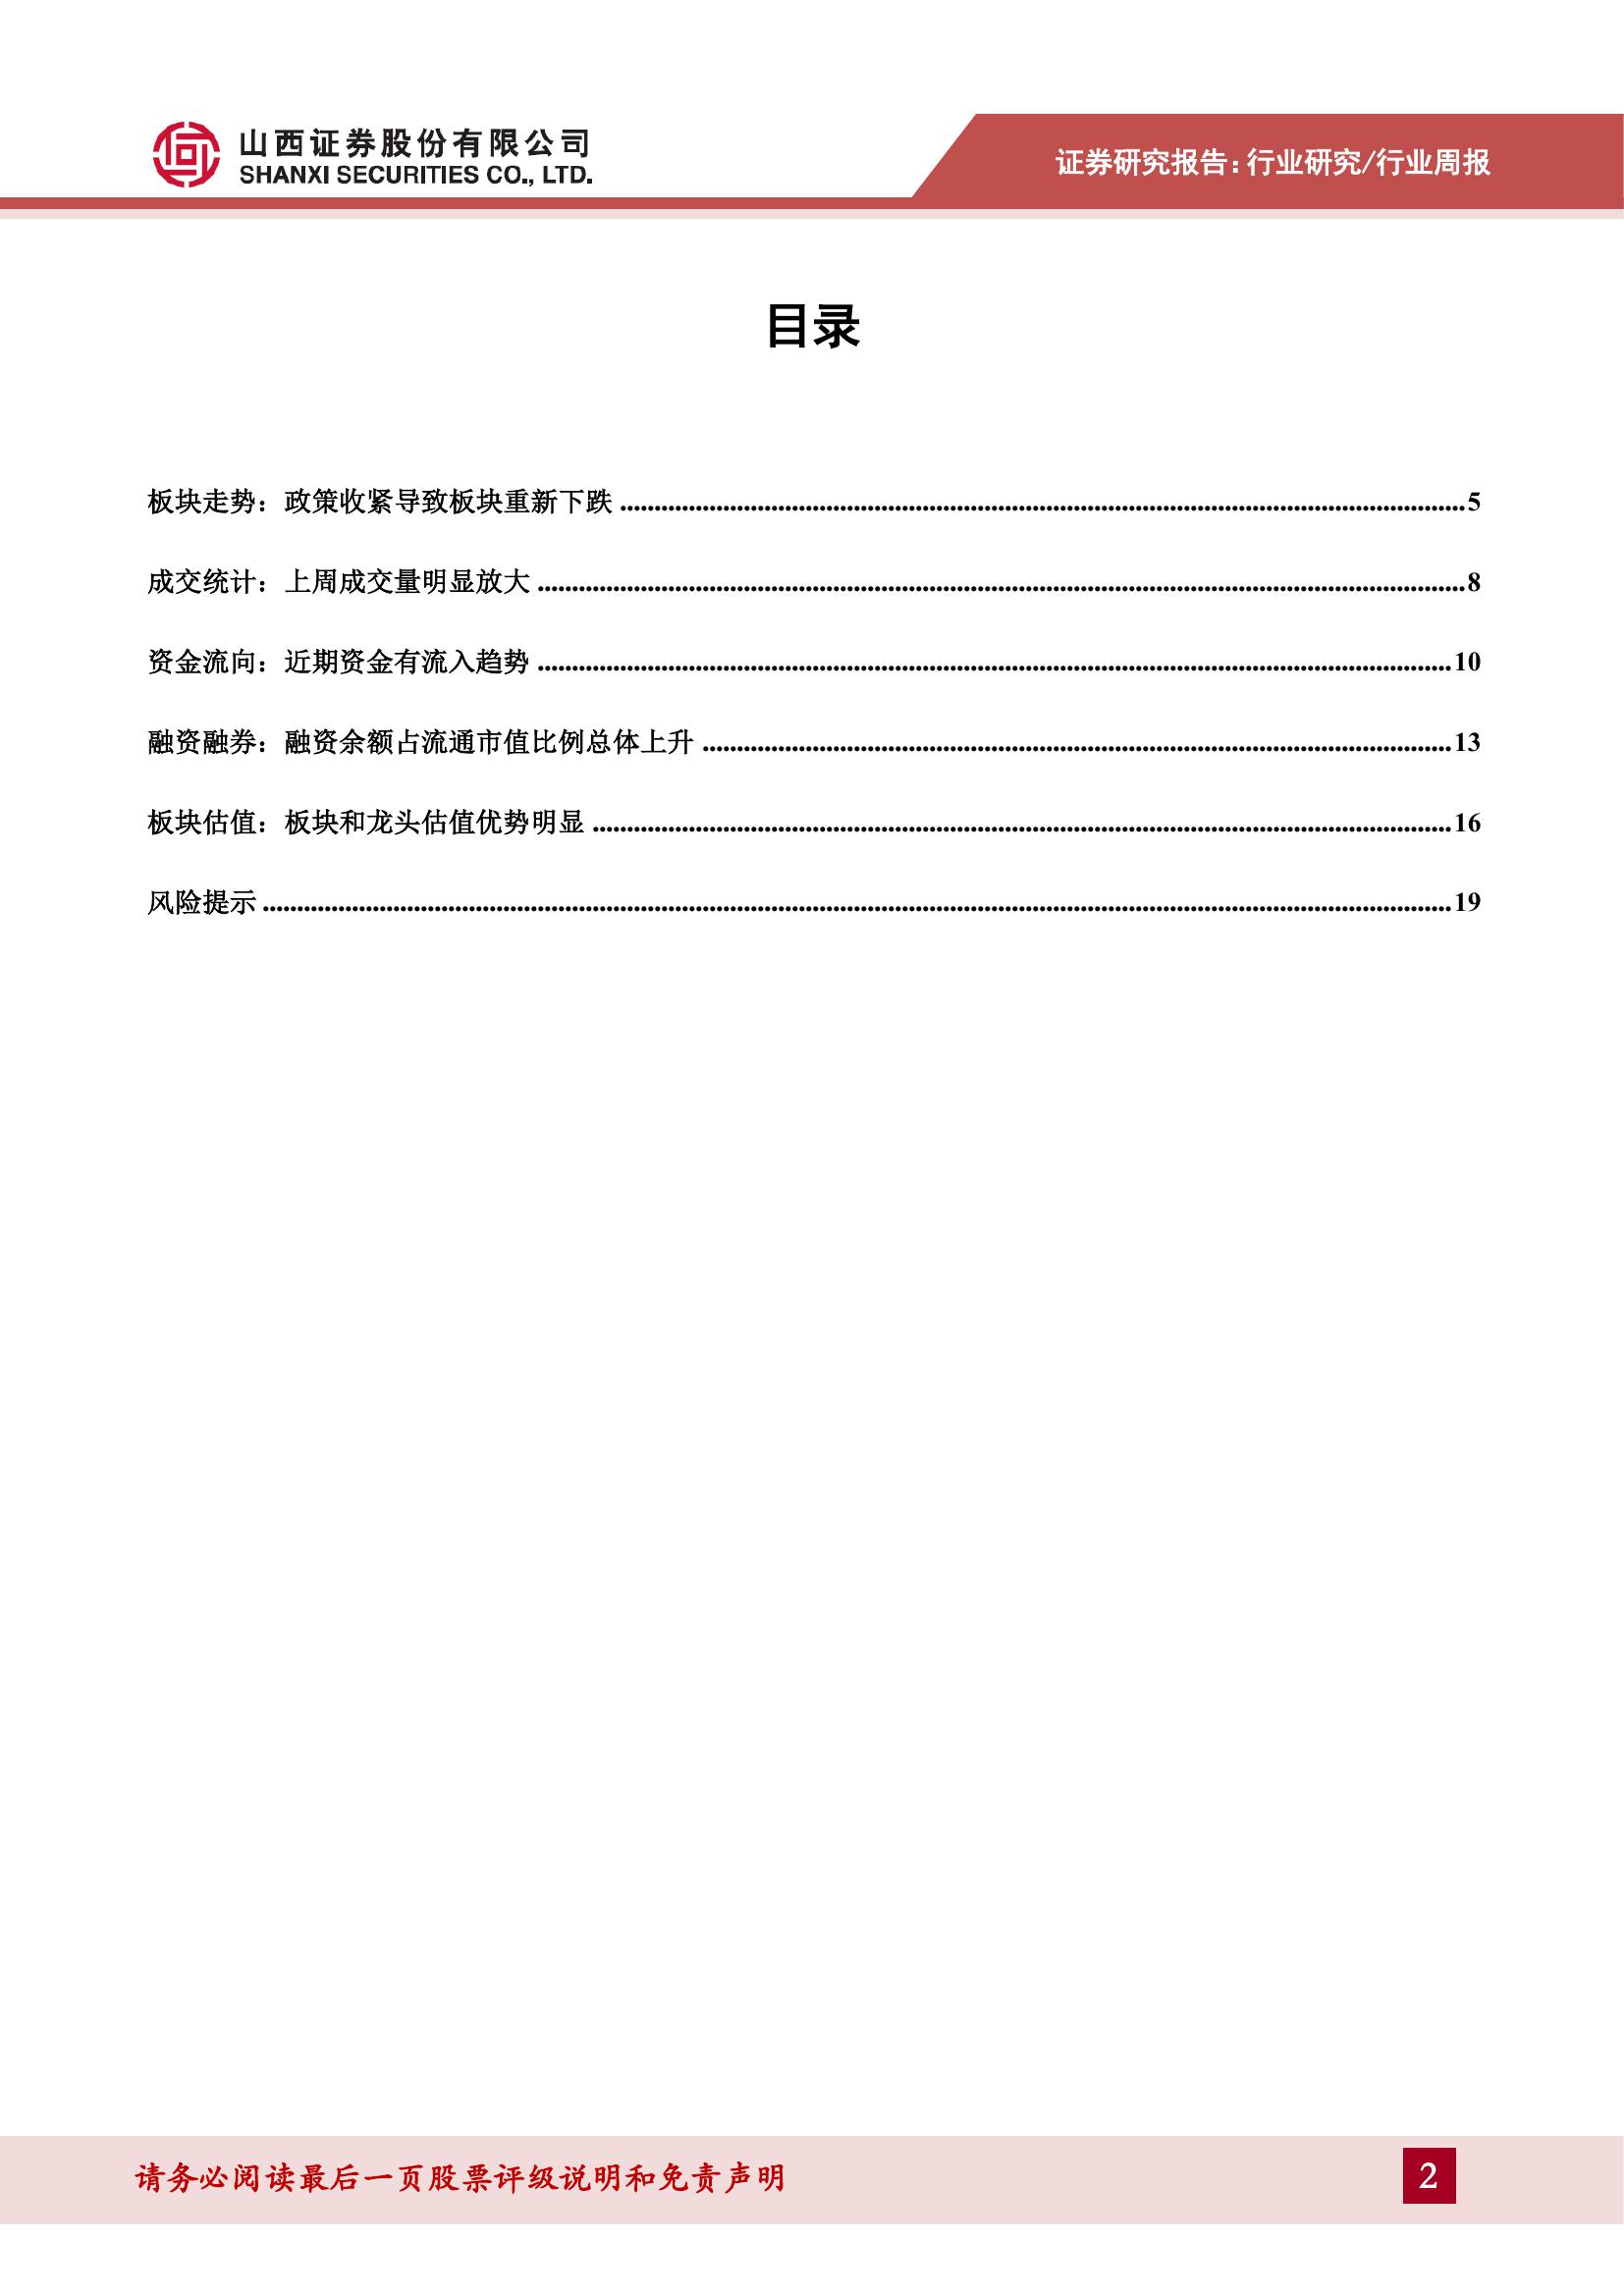 山西证券股份有限公司
SHANXI SECURITIES CO., LTD.
证券研究报告:行业研究/行业周报
目录
板块走势：政策收紧导致板块重新下跌 ........................................ 5
成交统计：上周成交量明显放大 ........................................ 8
资金流向：近期资金有流入趋势 ........................................ 10
融资融券：融资余额占流通市值比例总体上升 ........................................ 13
板块估值：板块和龙头估值优势明显 ........................................ 16
风险提示 ........................................ 19
请务必阅读最后一页股票评级说明和免责声明
2